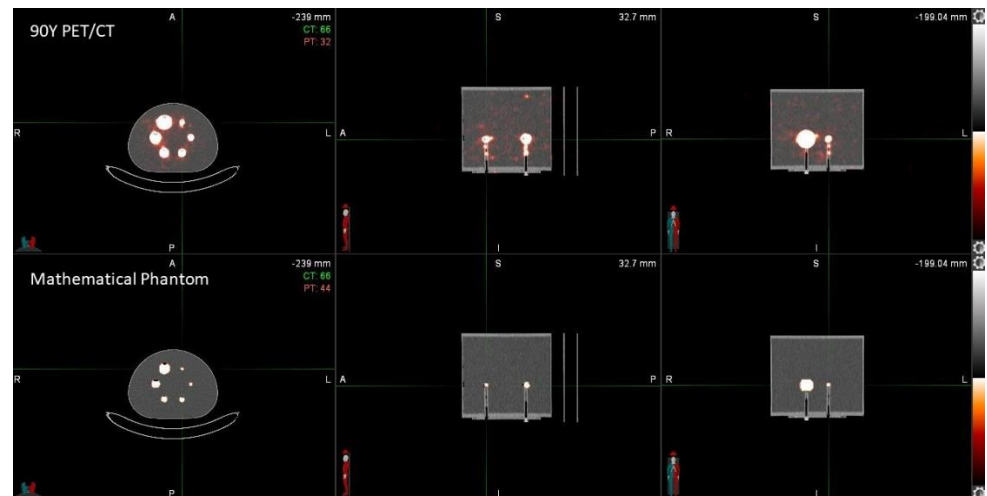 90Y PET/CT
A
-239 mm
CT: 66
PT: 32
R
L
P
S
32.7 mm
A
P
I
S
-199.04 mm
R
L
I
Mathematical Phantom
A
-239 mm
CT: 66
PT: 44
R
L
P
S
32.7 mm
A
P
I
S
-199.04 mm
R
L
I